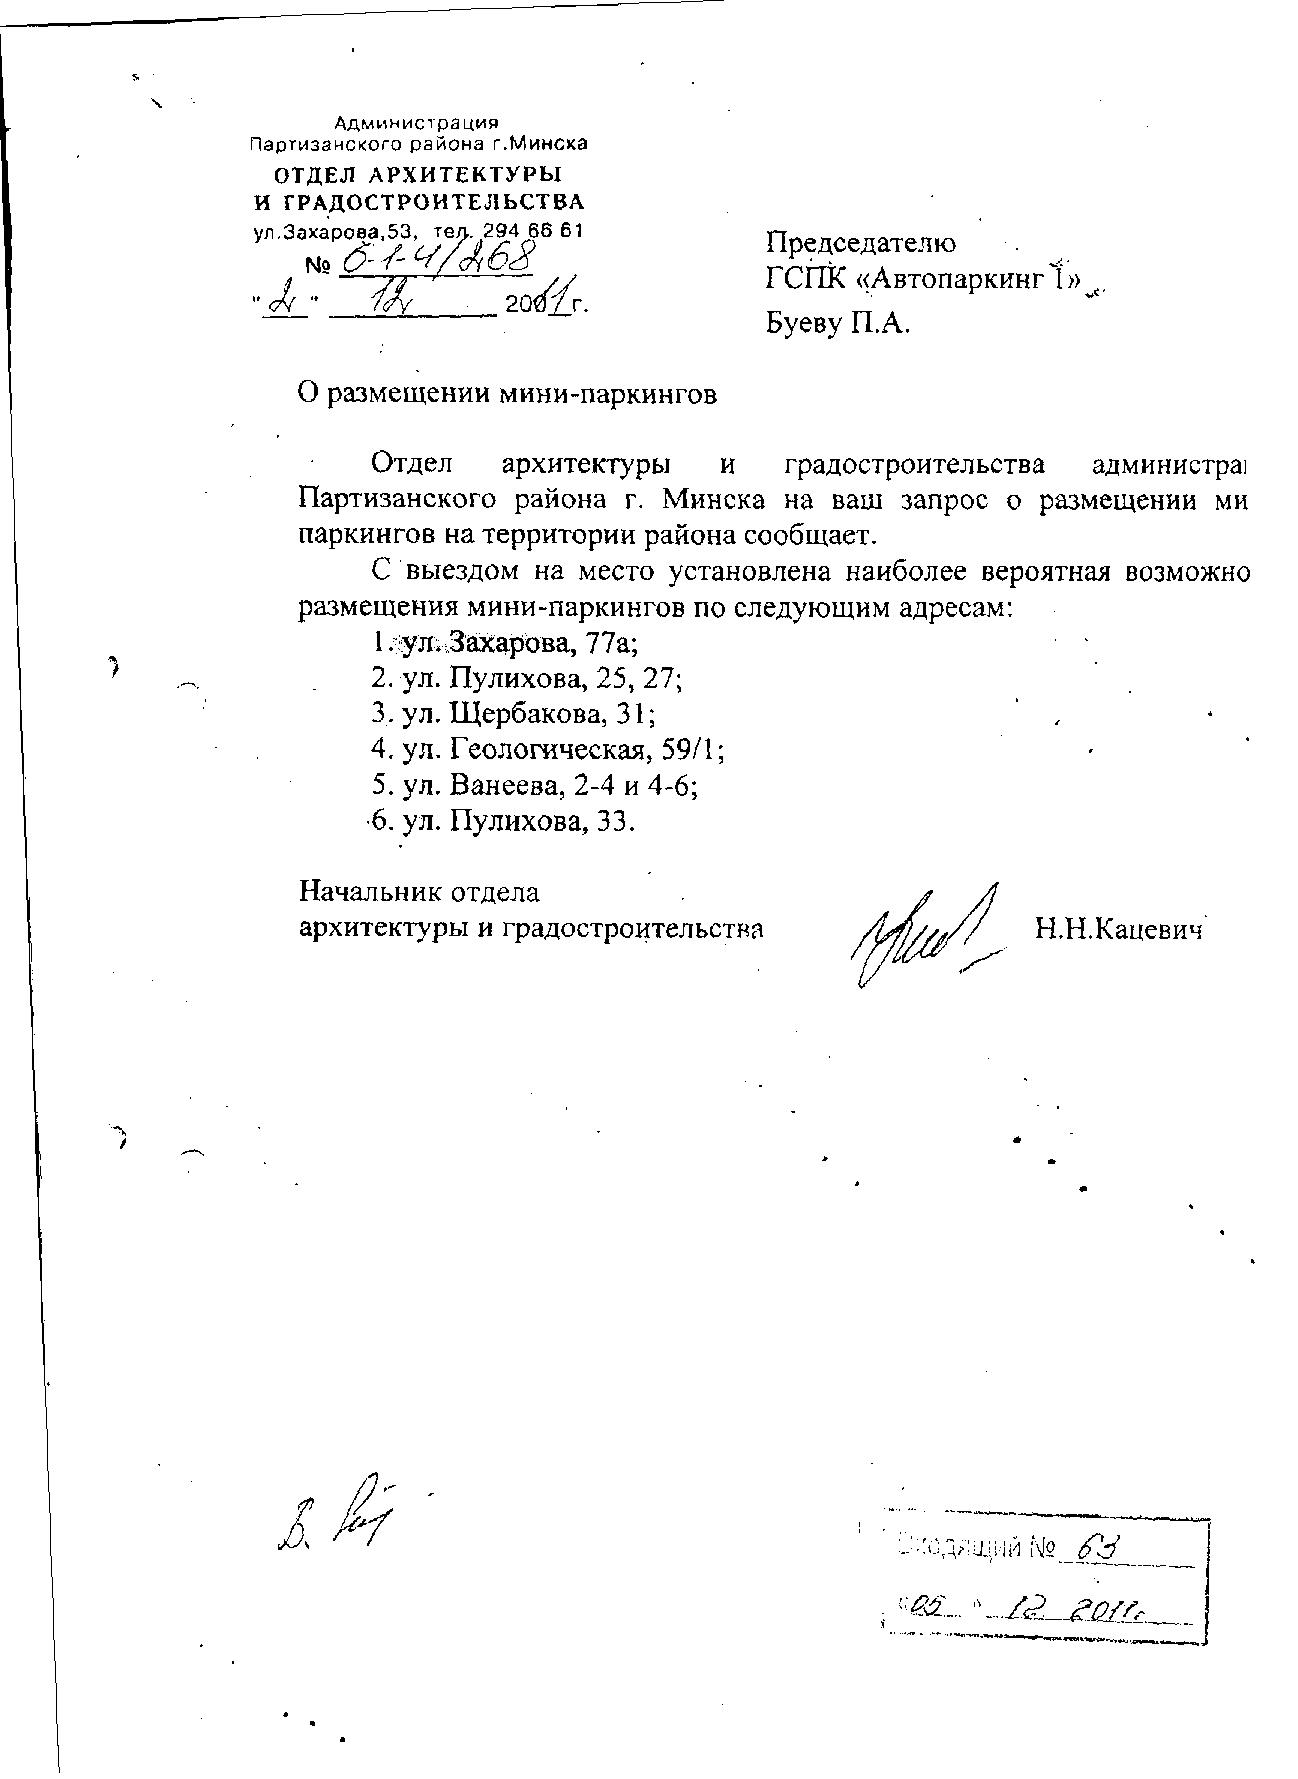 Администрация
Партизанского района г.Минска
ОТДЕЛ АРХИТЕКТУРЫ
И ГРАДОСТРОИТЕЛЬСТВА
ул.Захарова,53, тел. 294 66 61
№ 6-1-4/268
"2" 12 2011г.
Председателю
ГСПК «Автопаркинг 1»
Буеву П.А.
О размещении мини-паркингов
Отдел архитектуры и градостроительства администра
Партизанского района г. Минска на ваш запрос о размещении ми
паркингов на территории района сообщает.
С выездом на место установлена наиболее вероятная возможно
размещения мини-паркингов по следующим адресам:
1. ул. Захарова, 77а;
2. ул. Пулихова, 25, 27;
3. ул. Щербакова, 31;
4. ул. Геологическая, 59/1;
5. ул. Ванеева, 2-4 и 4-6;
6. ул. Пулихова, 33.
Начальник отдела
архитектуры и градостроительства Н.Н.Кацевич
Входящий № 63
"05" 12 2011г.